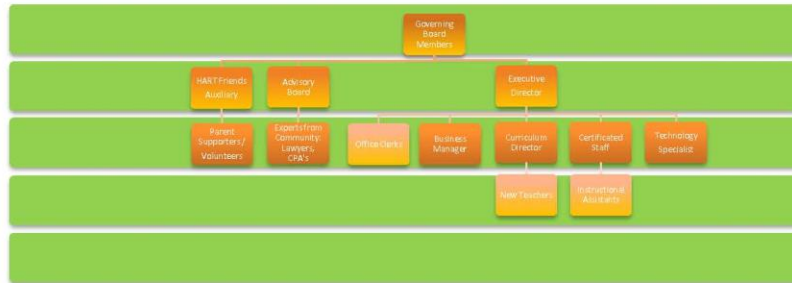 Governing
Board
Members
HART Friends
Auxiliary
Advisory
Board
Executive
Director
Parent
Supporters/
Volunteers
Experts from
Community:
Lawyers,
CPA's
Office Clerks
Business
Manager
Curriculum
Director
Certificated
Staff
Technology
Specialist
New Teachers
Instructional
Assistants